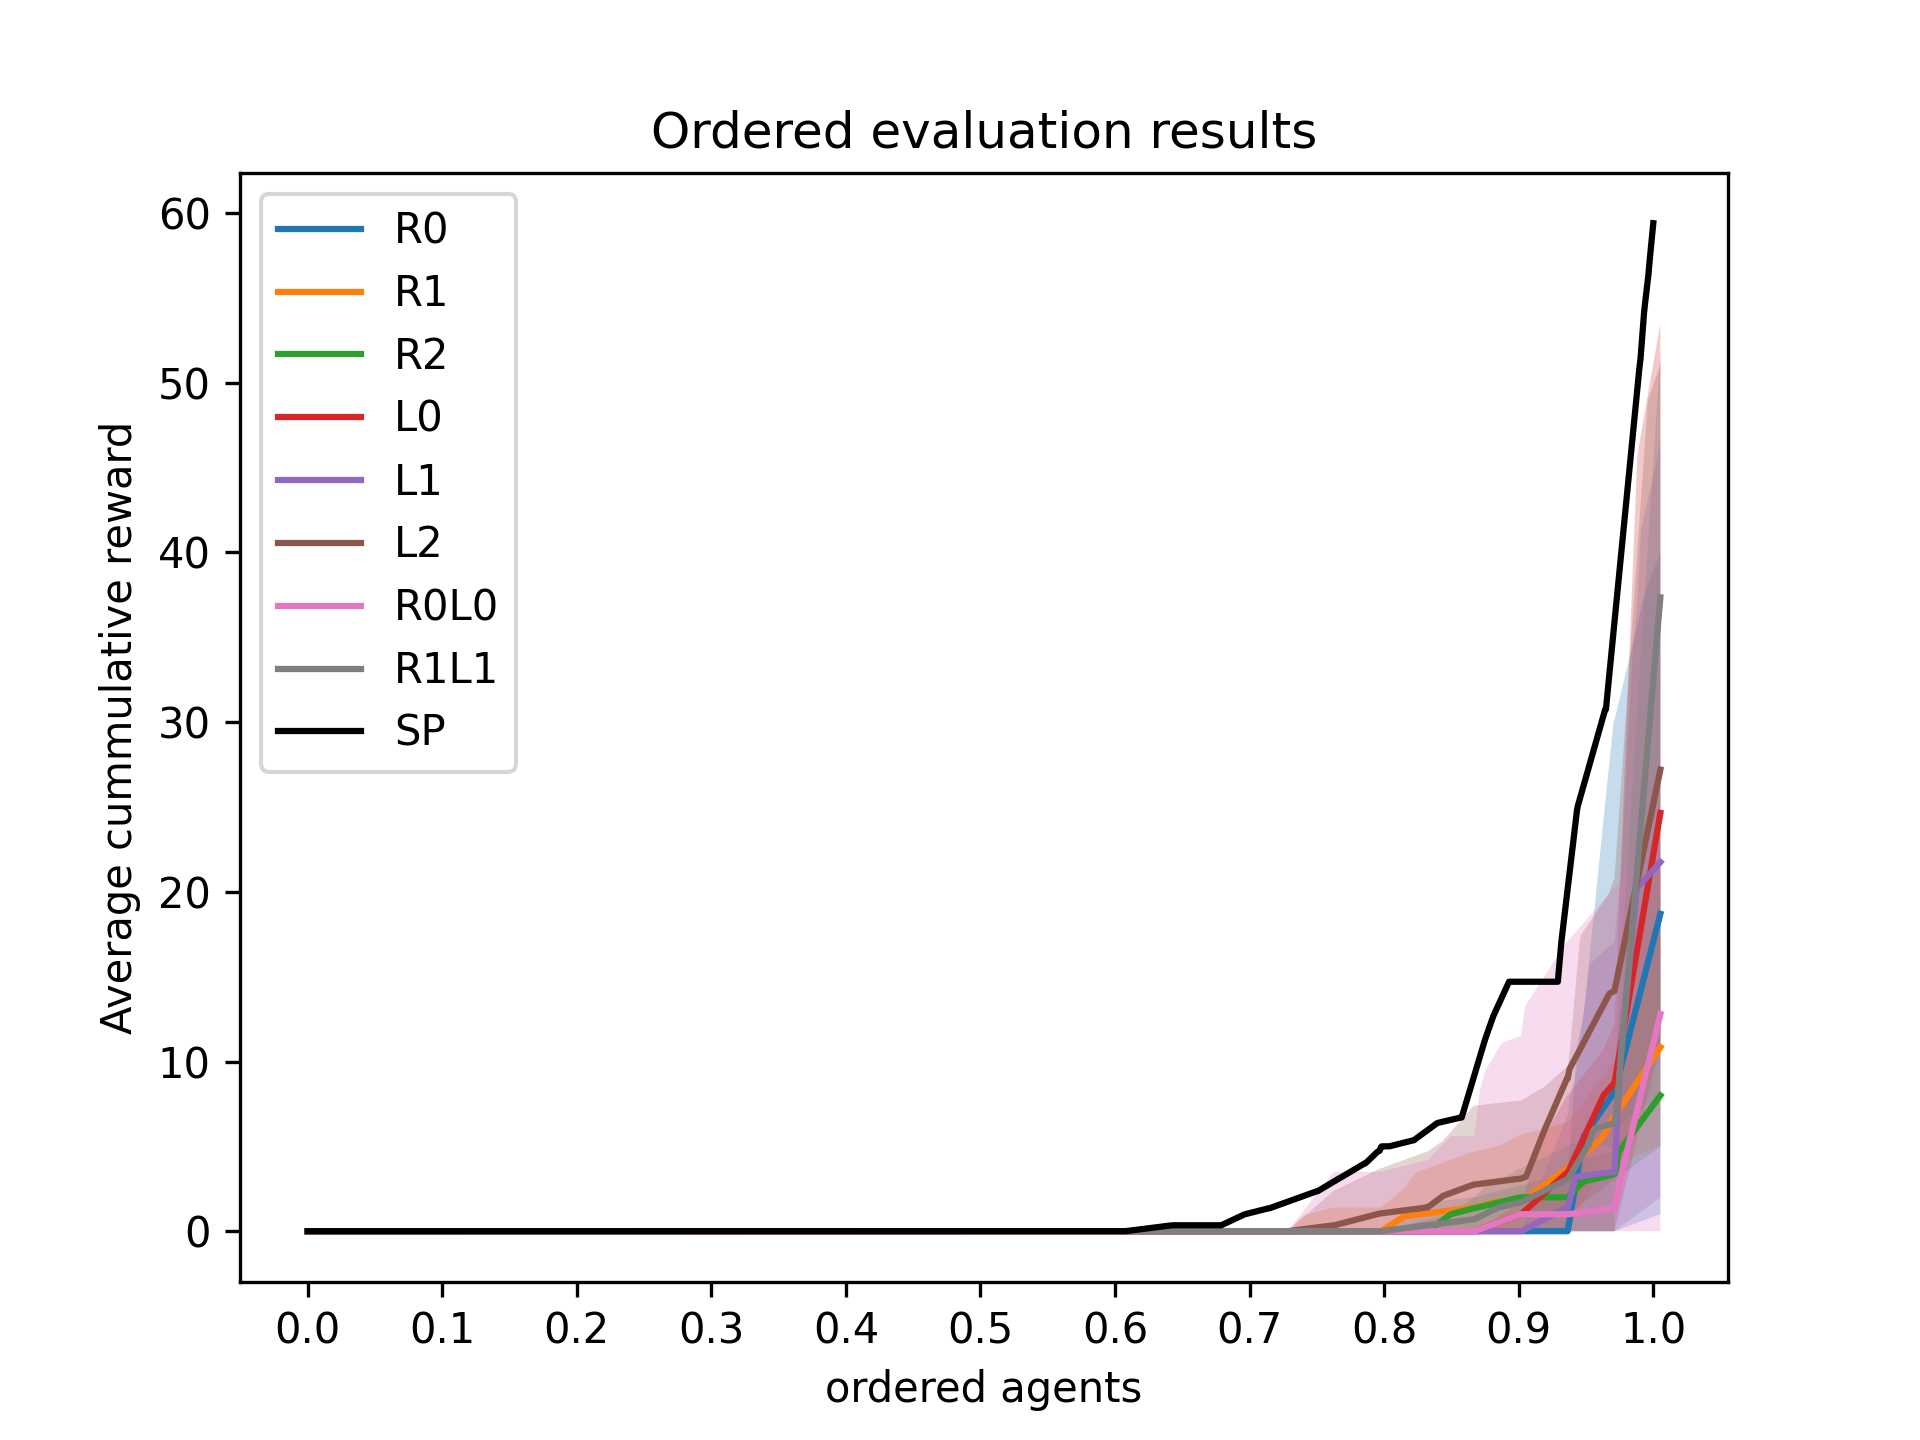 Ordered evaluation results
60
50
40
30
20
10
0
Average cummulative reward
R0
R1
R2
L0
L1
L2
R0L0
R1L1
SP
0.0 0.1 0.2 0.3 0.4 0.5 0.6 0.7 0.8 0.9 1.0
ordered agents